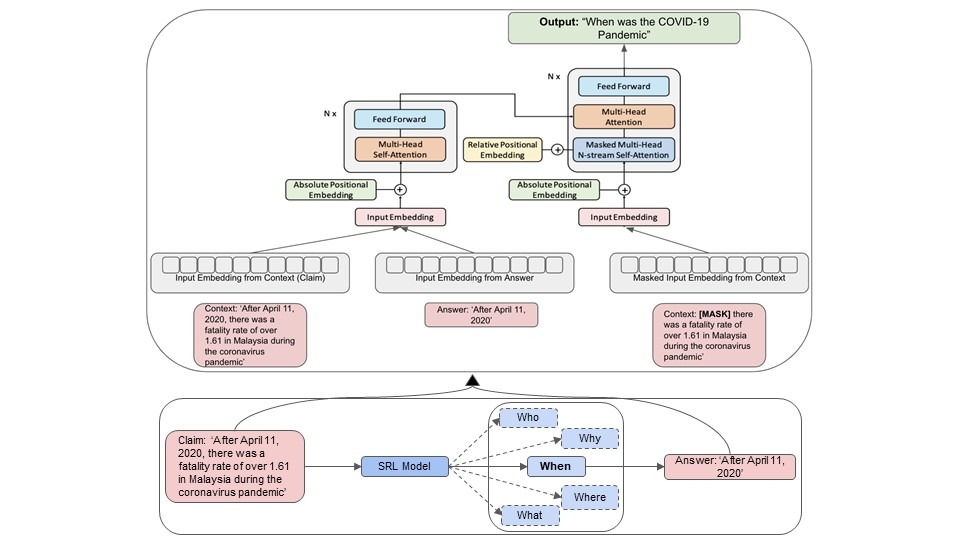 Output: “When was the COVID-19
Pandemic”
N x
Feed Forward
Multi-Head
Attention
Masked Multi-Head
N-stream Self-Attention
Relative Positional
Embedding
N x
Feed Forward
Multi-Head
Self-Attention
Absolute Positional
Embedding
Absolute Positional
Embedding
Input Embedding
Input Embedding
Input Embedding from Context (Claim)
Input Embedding from Answer
Masked Input Embedding from Context
Context: ‘After April 11,
2020, there was a
fatality rate of over
1.61 in Malaysia during
the coronavirus
pandemic’
Answer: ‘After April 11,
2020’
Context: [MASK] there
was a fatality rate of
over 1.61 in Malaysia
during the coronavirus
pandemic’
Claim: ‘After April 11,
2020, there was a
fatality rate of over 1.61
in Malaysia during the
coronavirus pandemic’
SRL Model
Who
Why
When
Where
What
Answer: ‘After April 11,
2020’